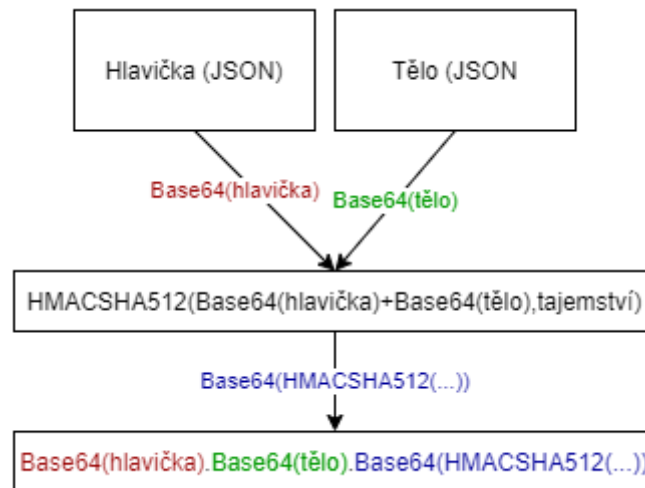 Hlavička (JSON)
Tělo (JSON
Base64(hlavička)
Base64(tělo)
HMACSHA512(Base64(hlavička)+Base64(tělo),tajemství)
Base64(HMACSHA512(...))
Base64(hlavička).Base64(tělo).Base64(HMACSHA512(...))